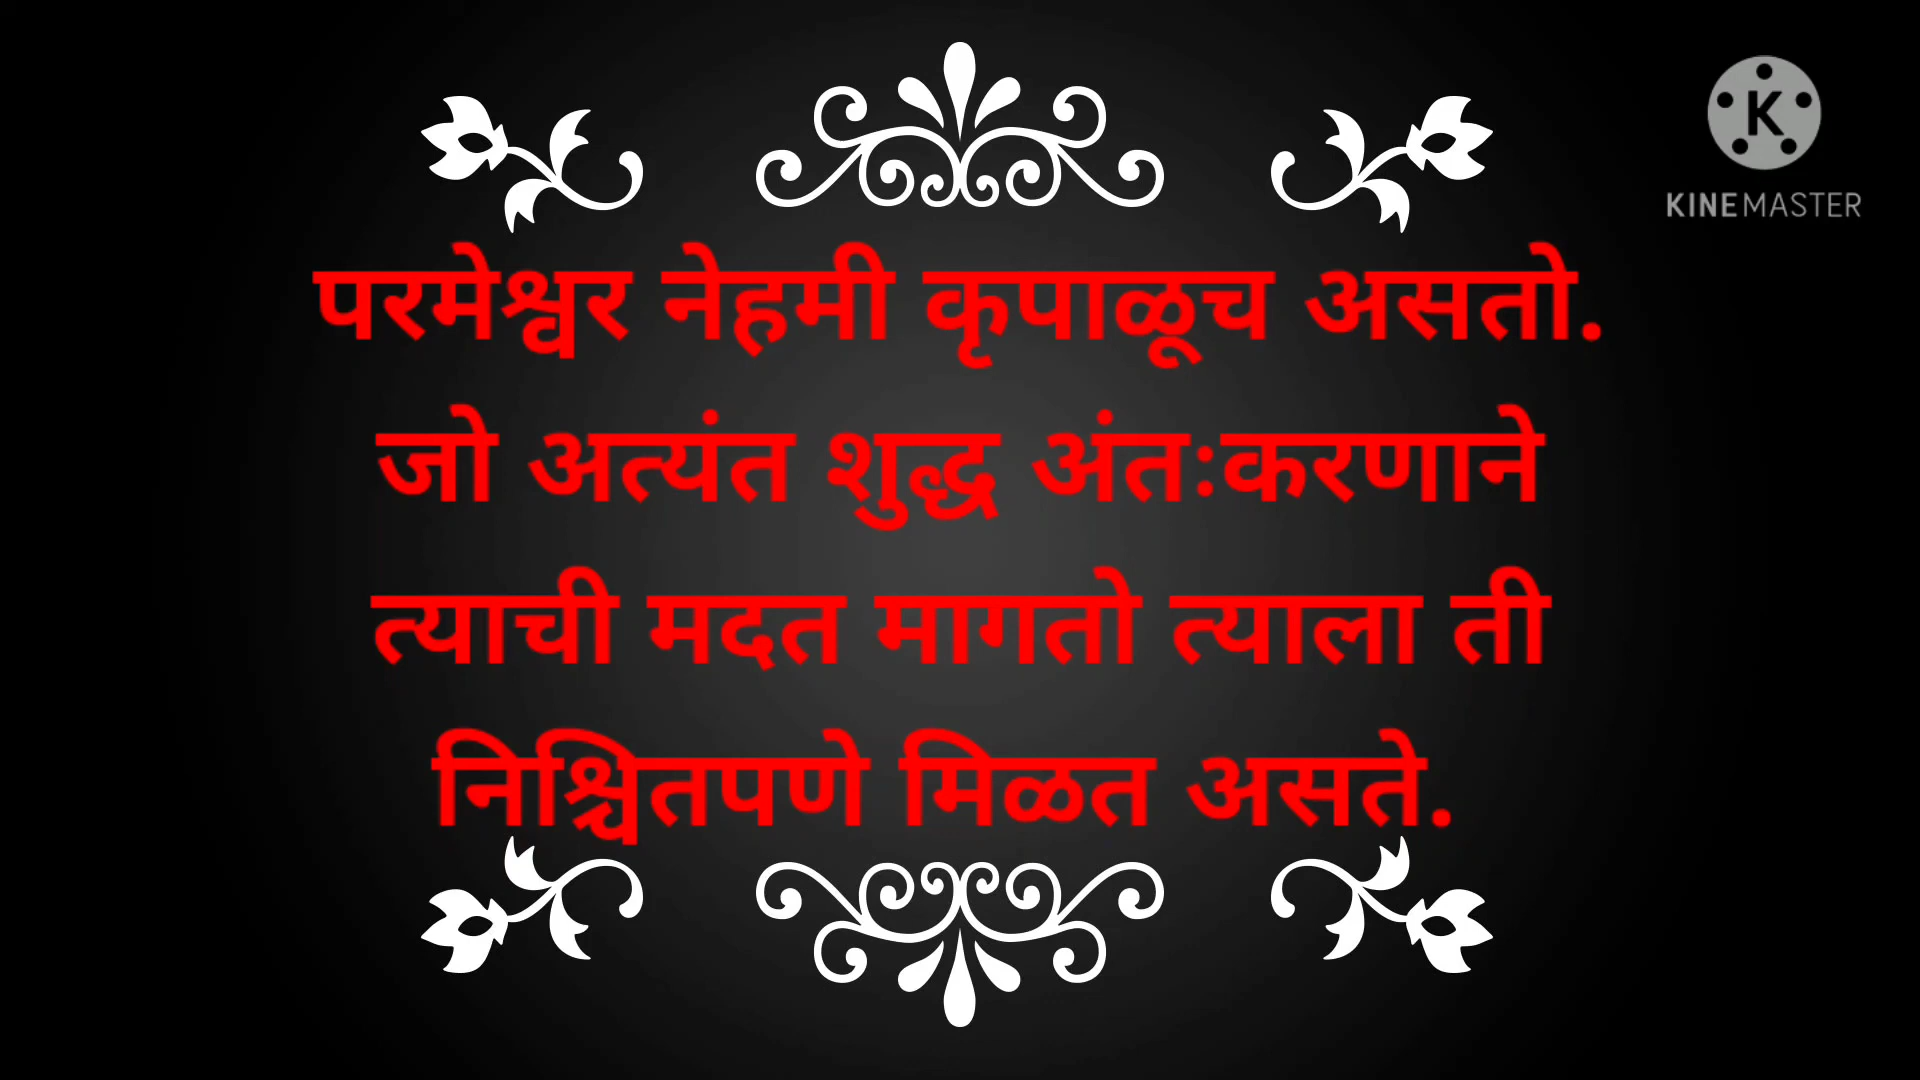 K
KINEMASTER
परमेश्वर नेहमी कृपाळूच असतो.
जो अत्यंत शुद्ध अंतःकरणाने
त्याची मदत मागतो त्याला ती
निश्चितपणे मिळत असते.